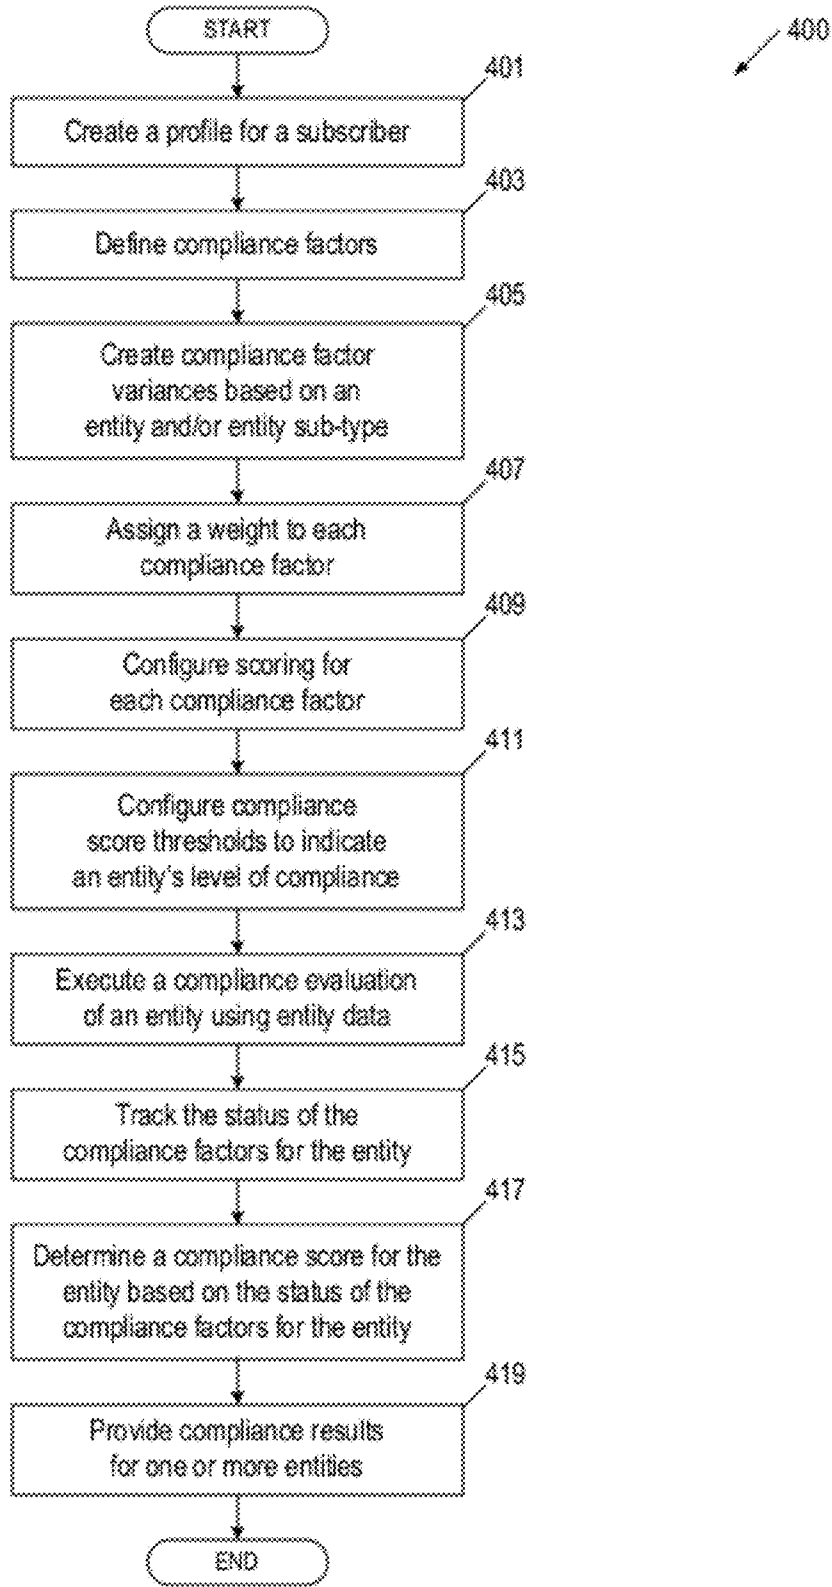 START
400
401
Create a profile for a subscriber
403
Define compliance factors
405
Create compliance factor
variances based on an
entity and/or entity sub-type
407
Assign a weight to each
compliance factor
409
Configure scoring for
each compliance factor
411
Configure compliance
score thresholds to indicate
an entity's level of compliance
413
Execute a compliance evaluation
of an entity using entity data
415
Track the status of the
compliance factors for the entity
417
Determine a compliance score for the
entity based on the status of the
compliance factors for the entity
419
Provide compliance results
for one or more entities
END